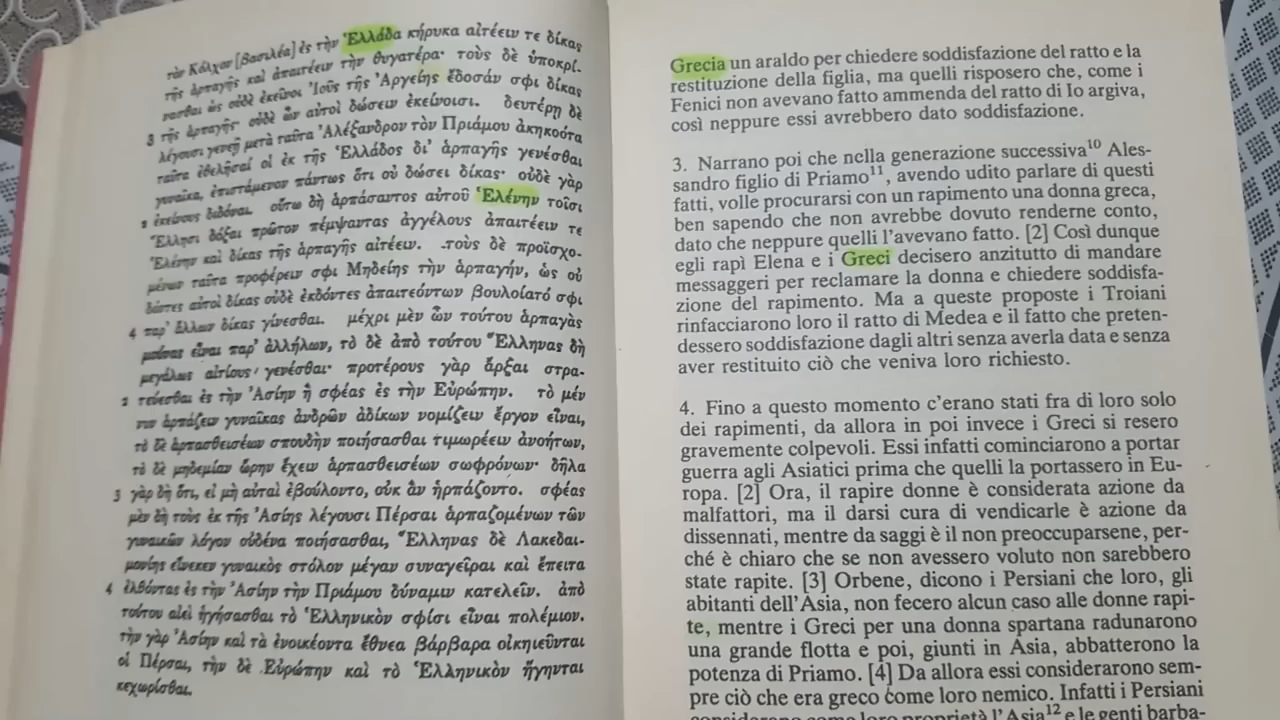 τὸν Κόλχον [βασιλέα] ἐς τὴν Ἑλλάδα κήρυκα αἰτέειν τε δίκας
τῆς ἁρπαγῆς καὶ ἀπαιτέειν τὴν θυγατέρα· τοὺς δὲ ὑποκρί-
νασθαι ὡς οὐδὲ ἐκεῖνοι Ἰοῦς τῆς Ἀργείης ἔδοσάν σφι δίκας
τῆς ἁρπαγῆς· οὐδὲ ὦν αὐτοὶ δώσειν ἐκείνοισι. δευτέρῃ δὲ
3 λέγουσι γενεῇ μετὰ ταῦτα Ἀλέξανδρον τὸν Πριάμου ἀκηκοότα
ταῦτα ἐθελῆσαί οἱ ἐκ τῆς Ἑλλάδος δι' ἁρπαγῆς γενέσθαι
γυναῖκα, ἐπιστάμενον πάντως ὅτι οὐ δώσει δίκας· οὐδὲ γὰρ
2 ἐκείνους διδόναι. οὕτω δὴ ἁρπάσαντος αὐτοῦ Ἑλένην τοῖσι
Ἕλλησι δόξαι πρῶτον πέμψαντας ἀγγέλους ἀπαιτέειν τε
Ἑλένην καὶ δίκας τῆς ἁρπαγῆς αἰτέειν. τοὺς δὲ προϊσχο-
μένων ταῦτα προφέρειν σφι Μηδείης τὴν ἁρπαγήν, ὡς οὐ
δόντες αὐτοὶ δίκας οὐδὲ ἐκδόντες ἀπαιτεόντων βουλοίατό σφι
4 παρ' ἄλλων δίκας γίνεσθαι. μέχρι μὲν ὦν τούτου ἁρπαγὰς
μούνας εἶναι παρ' ἀλλήλων, τὸ δὲ ἀπὸ τούτου Ἕλληνας δὴ
μεγάλως αἰτίους γενέσθαι· προτέρους γὰρ ἄρξαι στρα-
2 τεύεσθαι ἐς τὴν Ἀσίην ἢ σφέας ἐς τὴν Εὐρώπην. τὸ μέν
νυν ἁρπάζειν γυναῖκας ἀνδρῶν ἀδίκων νομίζειν ἔργον εἶναι,
τὸ δὲ ἁρπασθεισέων σπουδὴν ποιήσασθαι τιμωρέειν ἀνοήτων,
τὸ δὲ μηδεμίαν ὤρην ἔχειν ἁρπασθεισέων σωφρόνων· δῆλα
3 γὰρ δὴ ὅτι, εἰ μὴ αὐταὶ ἐβούλοντο, οὐκ ἂν ἡρπάζοντο. σφέας
μὲν δὴ τοὺς ἐκ τῆς Ἀσίης λέγουσι Πέρσαι ἁρπαζομένων τῶν
γυναικῶν λόγον οὐδένα ποιήσασθαι, Ἕλληνας δὲ Λακεδαι-
μονίης εἵνεκεν γυναικὸς στόλον μέγαν συναγεῖραι καὶ ἔπειτα
4 ἐλθόντας ἐς τὴν Ἀσίην τὴν Πριάμου δύναμιν κατελεῖν. ἀπὸ
τούτου αἰεὶ ἡγήσασθαι τὸ Ἑλληνικὸν σφίσι εἶναι πολέμιον.
τὴν γὰρ Ἀσίην καὶ τὰ ἐνοικέοντα ἔθνεα βάρβαρα οἰκηιεῦνται
οἱ Πέρσαι, τὴν δὲ Εὐρώπην καὶ τὸ Ἑλληνικὸν ἥγηνται
κεχωρίσθαι.
Grecia un araldo per chiedere soddisfazione del ratto e la
restituzione della figlia, ma quelli risposero che, come i
Fenici non avevano fatto ammenda del ratto di Io argiva,
così neppure essi avrebbero dato soddisfazione.
3. Narrano poi che nella generazione successiva10 Ales-
sandro figlio di Priamo11, avendo udito parlare di questi
fatti, volle procurarsi con un rapimento una donna greca,
ben sapendo che non avrebbe dovuto renderne conto,
dato che neppure quelli l'avevano fatto. [2] Così dunque
egli rapì Elena e i Greci decisero anzitutto di mandare
messaggeri per reclamare la donna e chiedere soddisfa-
zione del rapimento. Ma a queste proposte i Troiani
rinfacciarono loro il ratto di Medea e il fatto che preten-
dessero soddisfazione dagli altri senza averla data e senza
aver restituito ciò che veniva loro richiesto.
4. Fino a questo momento c'erano stati fra di loro solo
dei rapimenti, da allora in poi invece i Greci si resero
gravemente colpevoli. Essi infatti cominciarono a portar
guerra agli Asiatici prima che quelli la portassero in Eu-
ropa. [2] Ora, il rapire donne è considerata azione da
malfattori, ma il darsi cura di vendicarle è azione da
dissennati, mentre da saggi è il non preoccuparsene, per-
ché è chiaro che se non avessero voluto non sarebbero
state rapite. [3] Orbene, dicono i Persiani che loro, gli
abitanti dell'Asia, non fecero alcun caso alle donne rapi-
te, mentre i Greci per una donna spartana radunarono
una grande flotta e poi, giunti in Asia, abbatterono la
potenza di Priamo. [4] Da allora essi considerarono sem-
pre ciò che era greco come loro nemico. Infatti i Persiani
considerano come loro proprietà l'Asia12 e le genti barba-